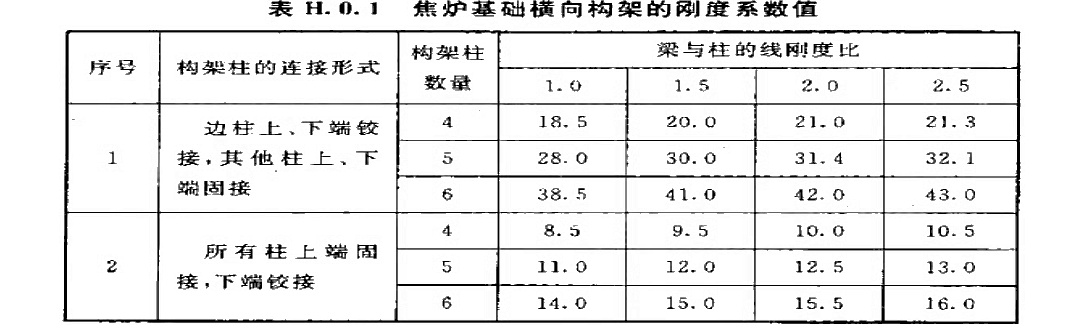 表 H.0.1 焦炉基础横向构架的刚度系数值
序号 构架柱的连接形式 构架柱数量 梁与柱的线刚度比
1.0 1.5 2.0 2.5
1 边柱上、下端铰接,其他柱上、下端固接 4 18.5 20.0 21.0 21.3
5 28.0 30.0 31.4 32.1
6 38.5 41.0 42.0 43.0
2 所有柱上端固接,下端铰接 4 8.5 9.5 10.0 10.5
5 11.0 12.0 12.5 13.0
6 14.0 15.0 15.5 16.0